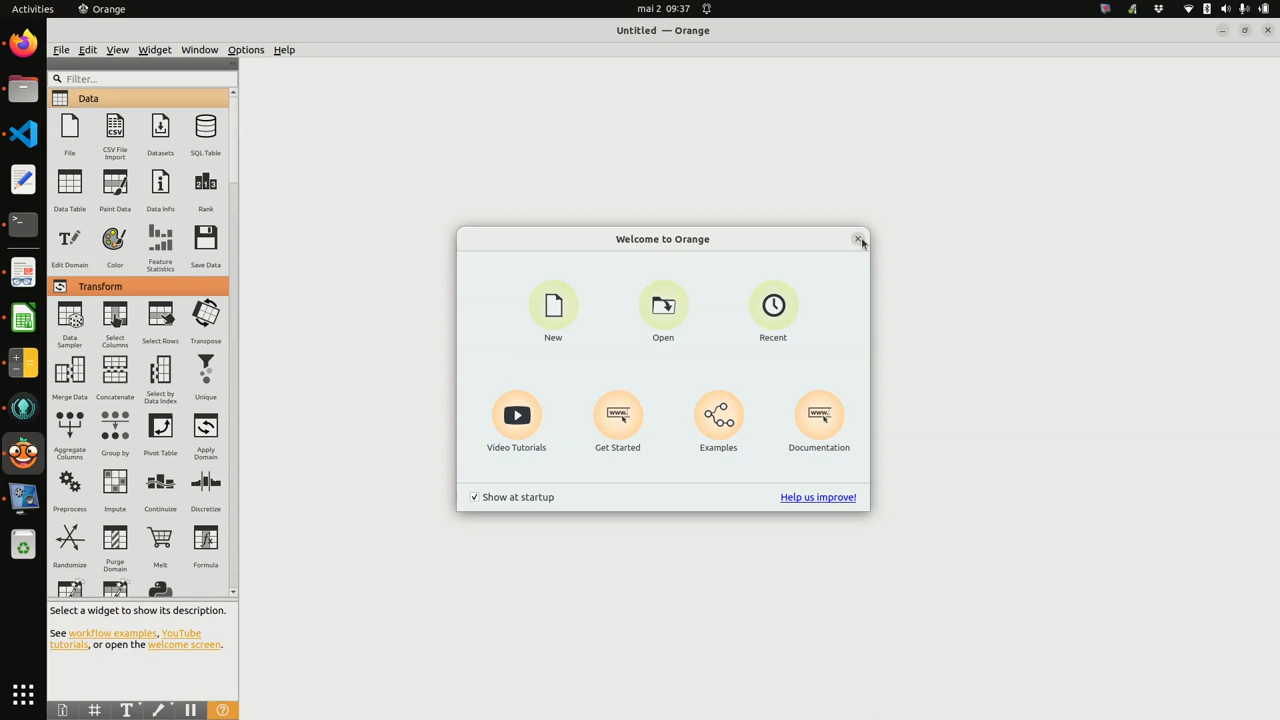 Activities
Orange
mai 2 09:37
Untitled — Orange
File Edit View Widget Window Options Help
Filter...
Data
File
CSV File
Import
Datasets
SQL Table
Data Table
Paint Data
Data Info
Rank
Edit Domain
Color
Feature
Statistics
Save Data
Transform
Data
Sampler
Select
Columns
Select Rows
Transpose
Merge Data
Concatenate
Select by
Data Index
Unique
Aggregate
Columns
Group by
Pivot Table
Apply
Domain
Preprocess
Impute
Continuize
Discretize
Randomize
Purge
Domain
Melt
Formula
Select a widget to show its description.
See workflow examples, YouTube
tutorials, or open the welcome screen.
Welcome to Orange
New
Open
Recent
Video Tutorials
Get Started
Examples
Documentation
Show at startup
Help us improve!